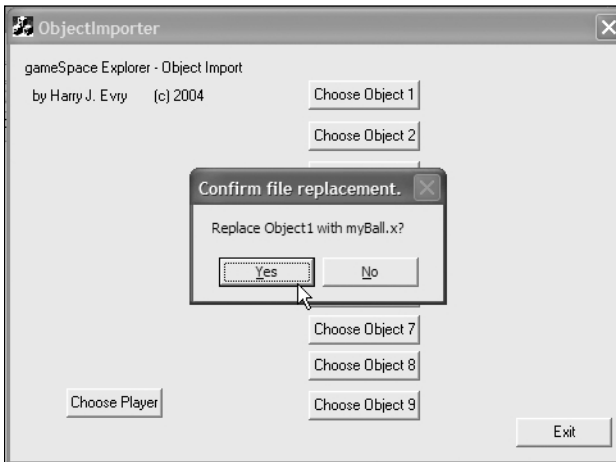 ObjectImporter
gameSpace Explorer - Object Import
by Harry J. Evry (c) 2004
Choose Object 1
Choose Object 2
Confirm file replacement.
Replace Object1 with myBall.x?
Yes
No
Choose Object 7
Choose Object 8
Choose Player
Choose Object 9
Exit